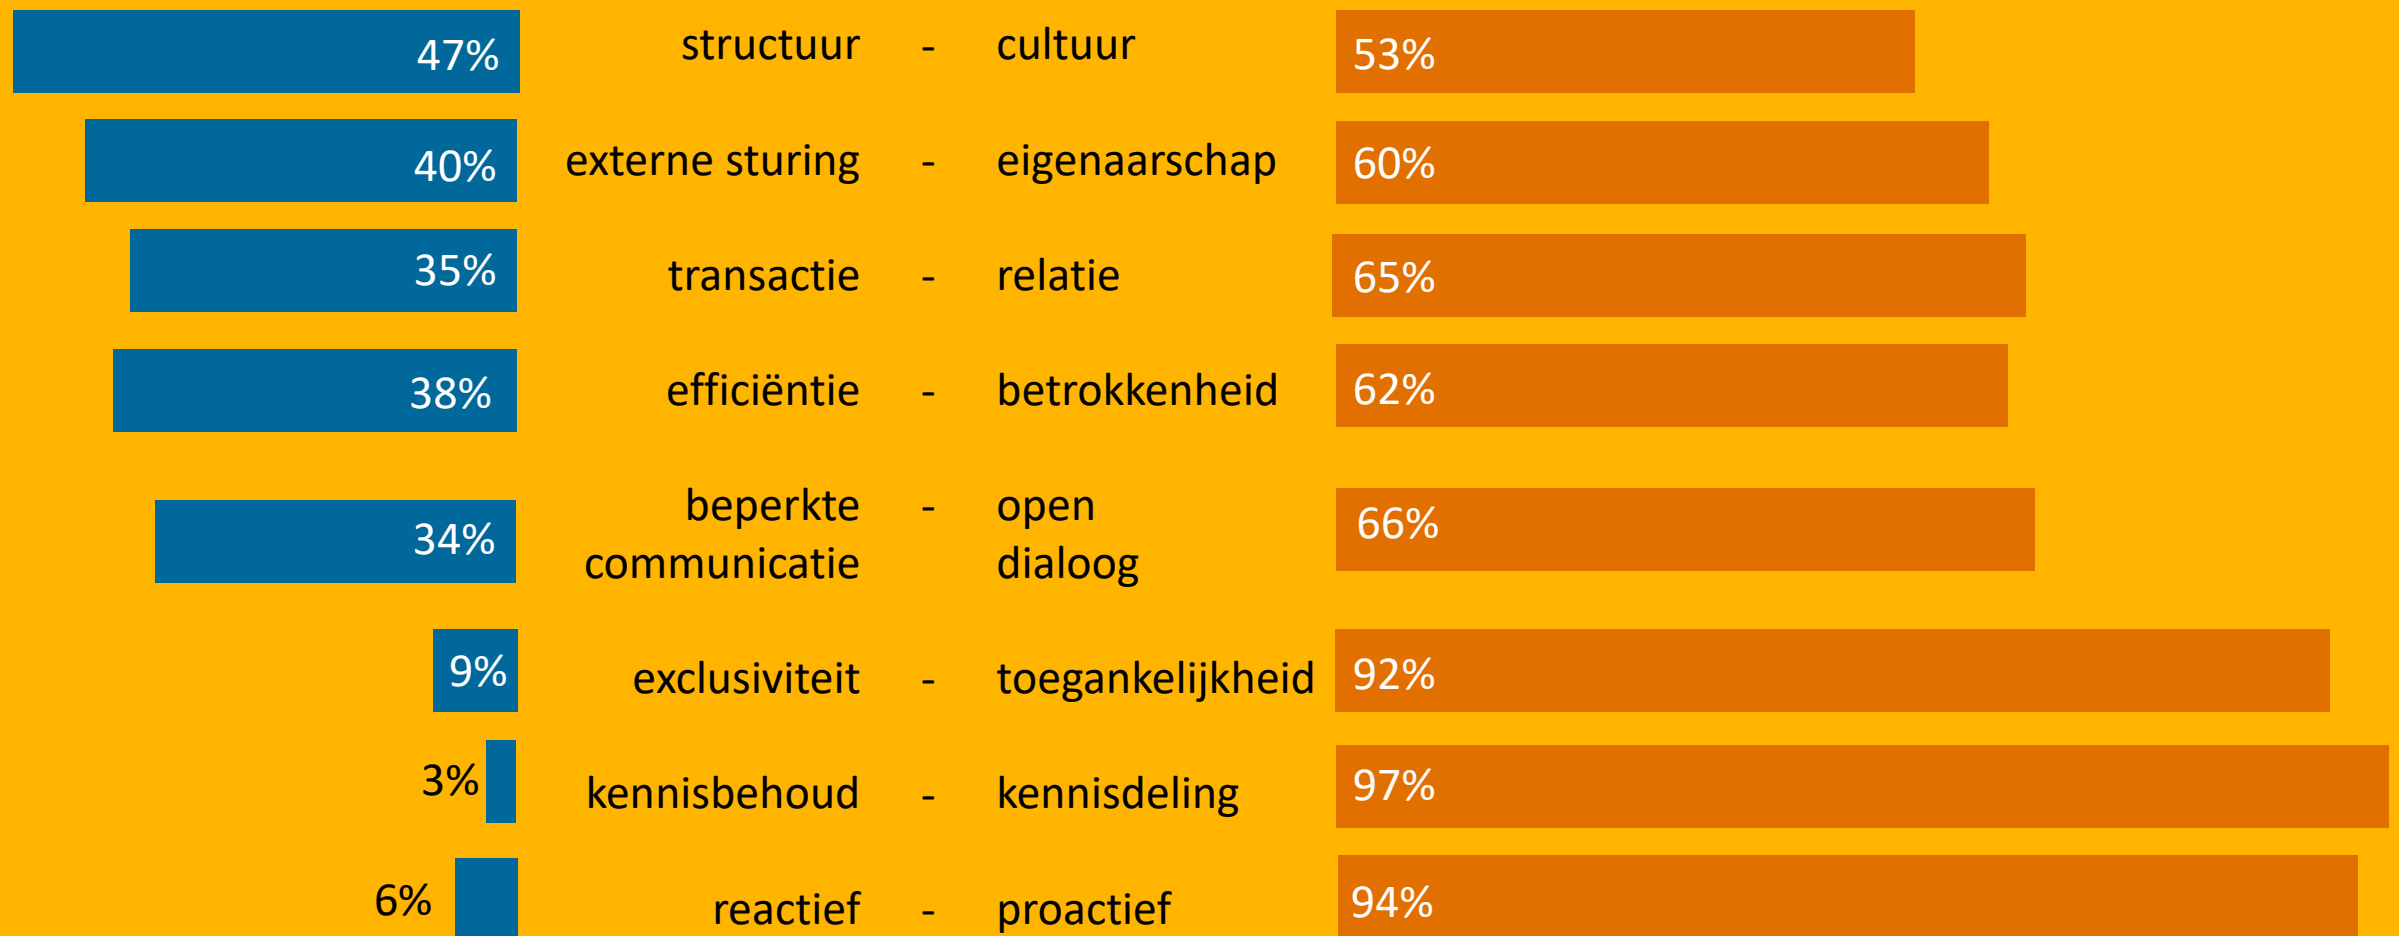 47% structuur - cultuur 53%
40% externe sturing - eigenaarschap 60%
35% transactie - relatie 65%
38% efficiëntie - betrokkenheid 62%
beperkte - open
34% communicatie dialoog 66%
9% exclusiviteit - toegankelijkheid 92%
3% kennisbehoud - kennisdeling 97%
6% reactief - proactief 94%